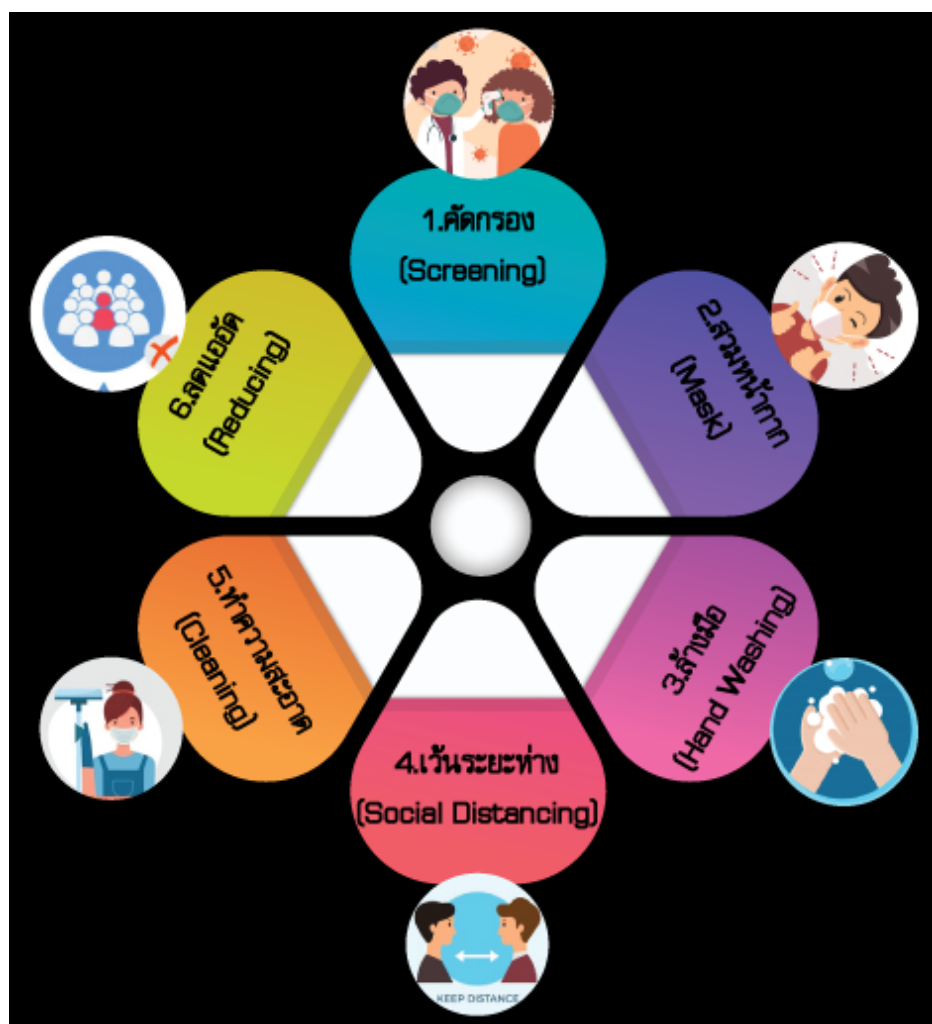 1.คัดกรอง
(Screening)
2.สวมหน้ากาก
(Mask)
3.ล้างมือ
(Hand Washing)
4.เว้นระยะห่าง
(Social Distancing)
KEEP DISTANCE
5.ทำความสะอาด
(Cleaning)
6.ลดแออัด
(Reducing)